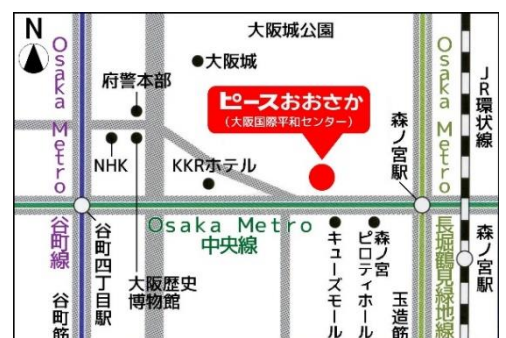 N
大阪城公園
大阪城
府警本部
ピースおおさか
(大阪国際平和センター)
Osaka Metro
谷町線
NHK
KKRホテル
森ノ宮駅
Osaka Metro
長堀鶴見緑地線
JR環状線
Osaka Metro
中央線
谷町四丁目駅
大阪歴史
博物館
キューズモール
森ノ宮
ピロティホール
森ノ宮駅
谷町筋
玉造筋